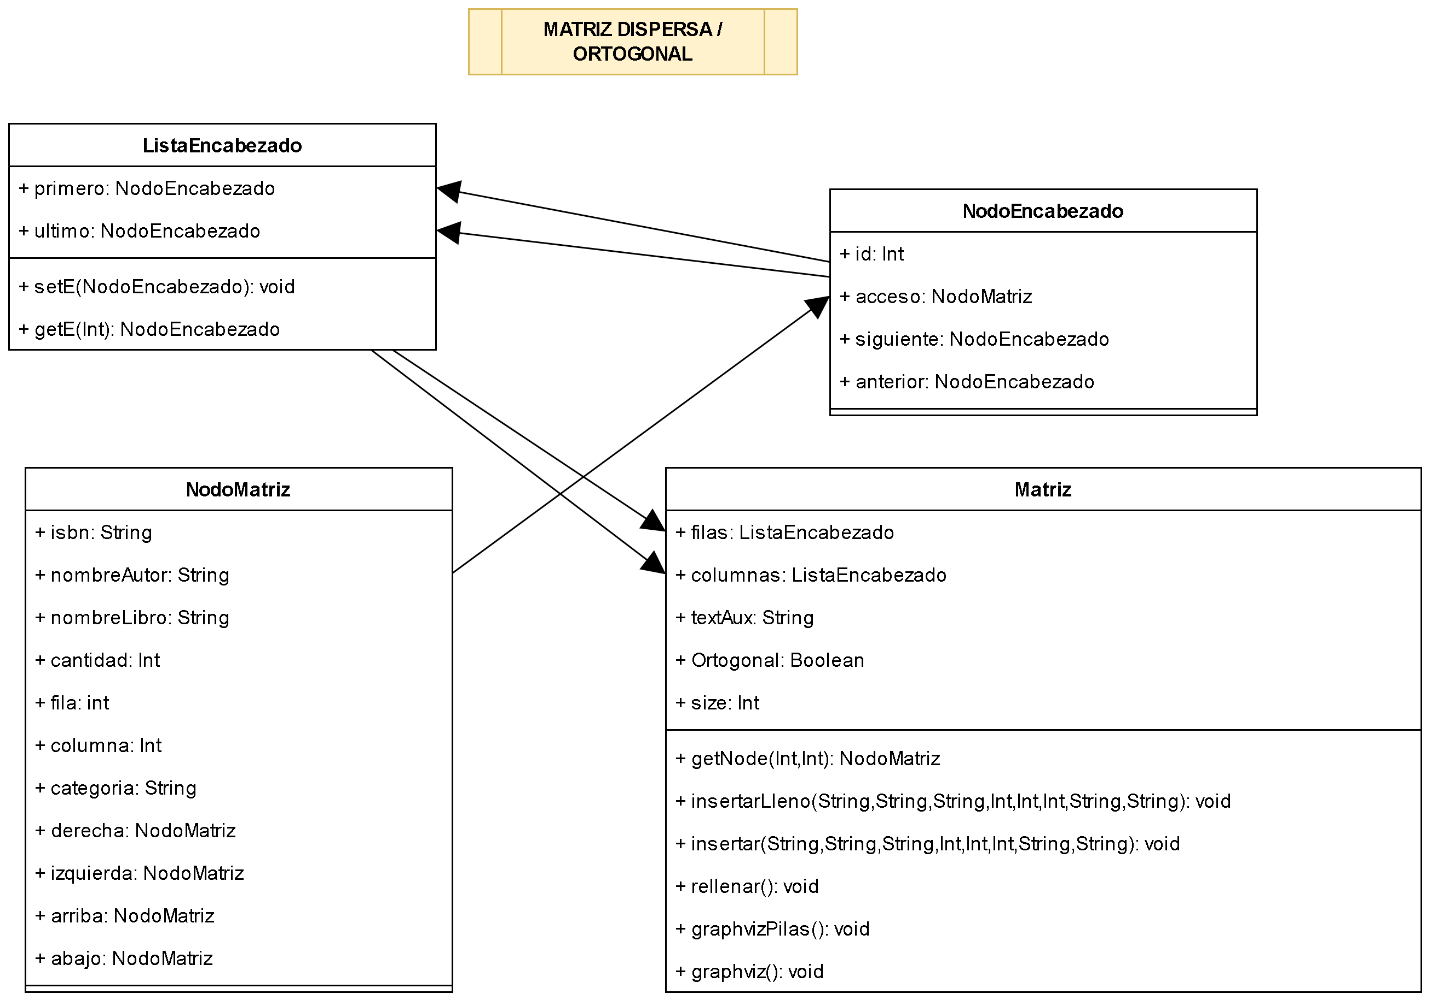 MATRIZ DISPERSA /
ORTOGONAL
ListaEncabezado
+ primero: NodoEncabezado
+ ultimo: NodoEncabezado
+ setE(NodoEncabezado): void
+ getE(Int): NodoEncabezado
NodoEncabezado
+ id: Int
+ acceso: NodoMatriz
+ siguiente: NodoEncabezado
+ anterior: NodoEncabezado
NodoMatriz
+ isbn: String
+ nombreAutor: String
+ nombreLibro: String
+ cantidad: Int
+ fila: int
+ columna: Int
+ categoria: String
+ derecha: NodoMatriz
+ izquierda: NodoMatriz
+ arriba: NodoMatriz
+ abajo: NodoMatriz
Matriz
+ filas: ListaEncabezado
+ columnas: ListaEncabezado
+ textAux: String
+ Ortogonal: Boolean
+ size: Int
+ getNode(Int,Int): NodoMatriz
+ insertarLleno(String,String,String,Int,Int,Int,String,String): void
+ insertar(String,String,String,Int,Int,Int,String,String): void
+ rellenar(): void
+ graphvizPilas(): void
+ graphviz(): void